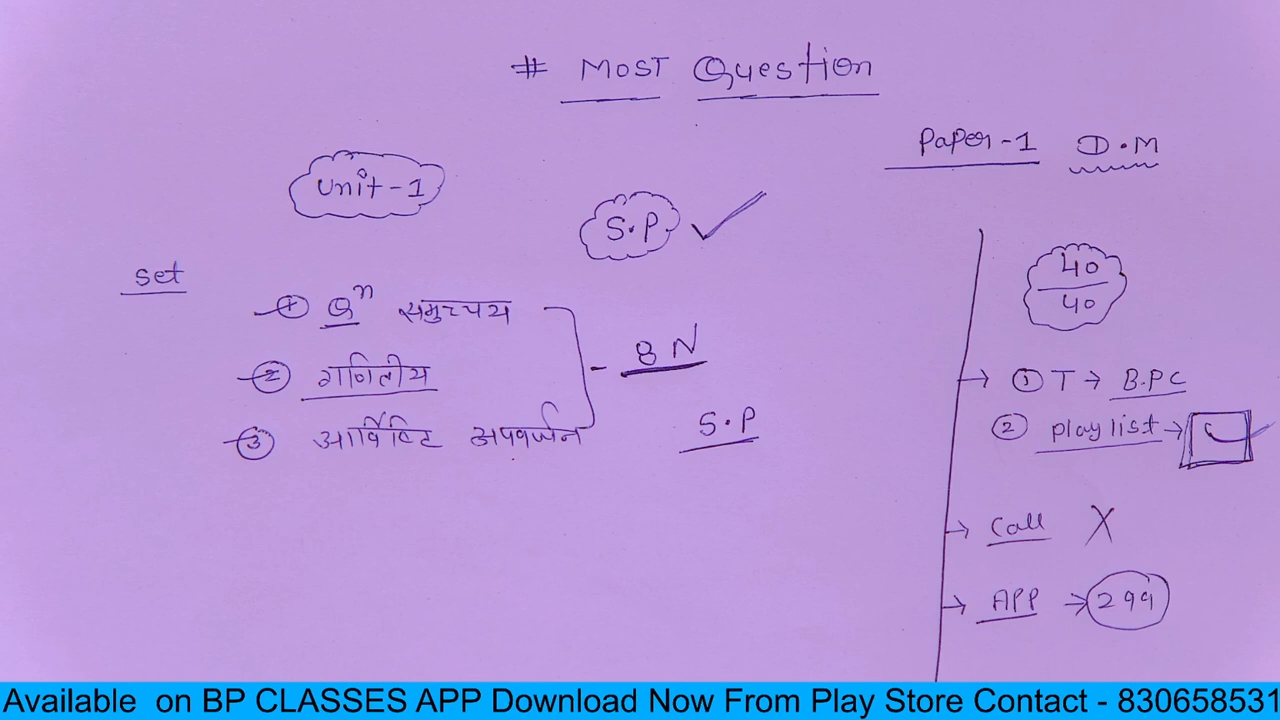 # MOST Question
Paper-1 D.M
Unit-1
S.P
Set
① Qⁿ समुच्चय
② गणितीय
8 N
③ अपवर्जन
S.P
40
40
→ ① T → B.P.C
② playlist →
→ Call X
→ APP → 299
Available on BP CLASSES APP Download Now From Play Store Contact - 830658531